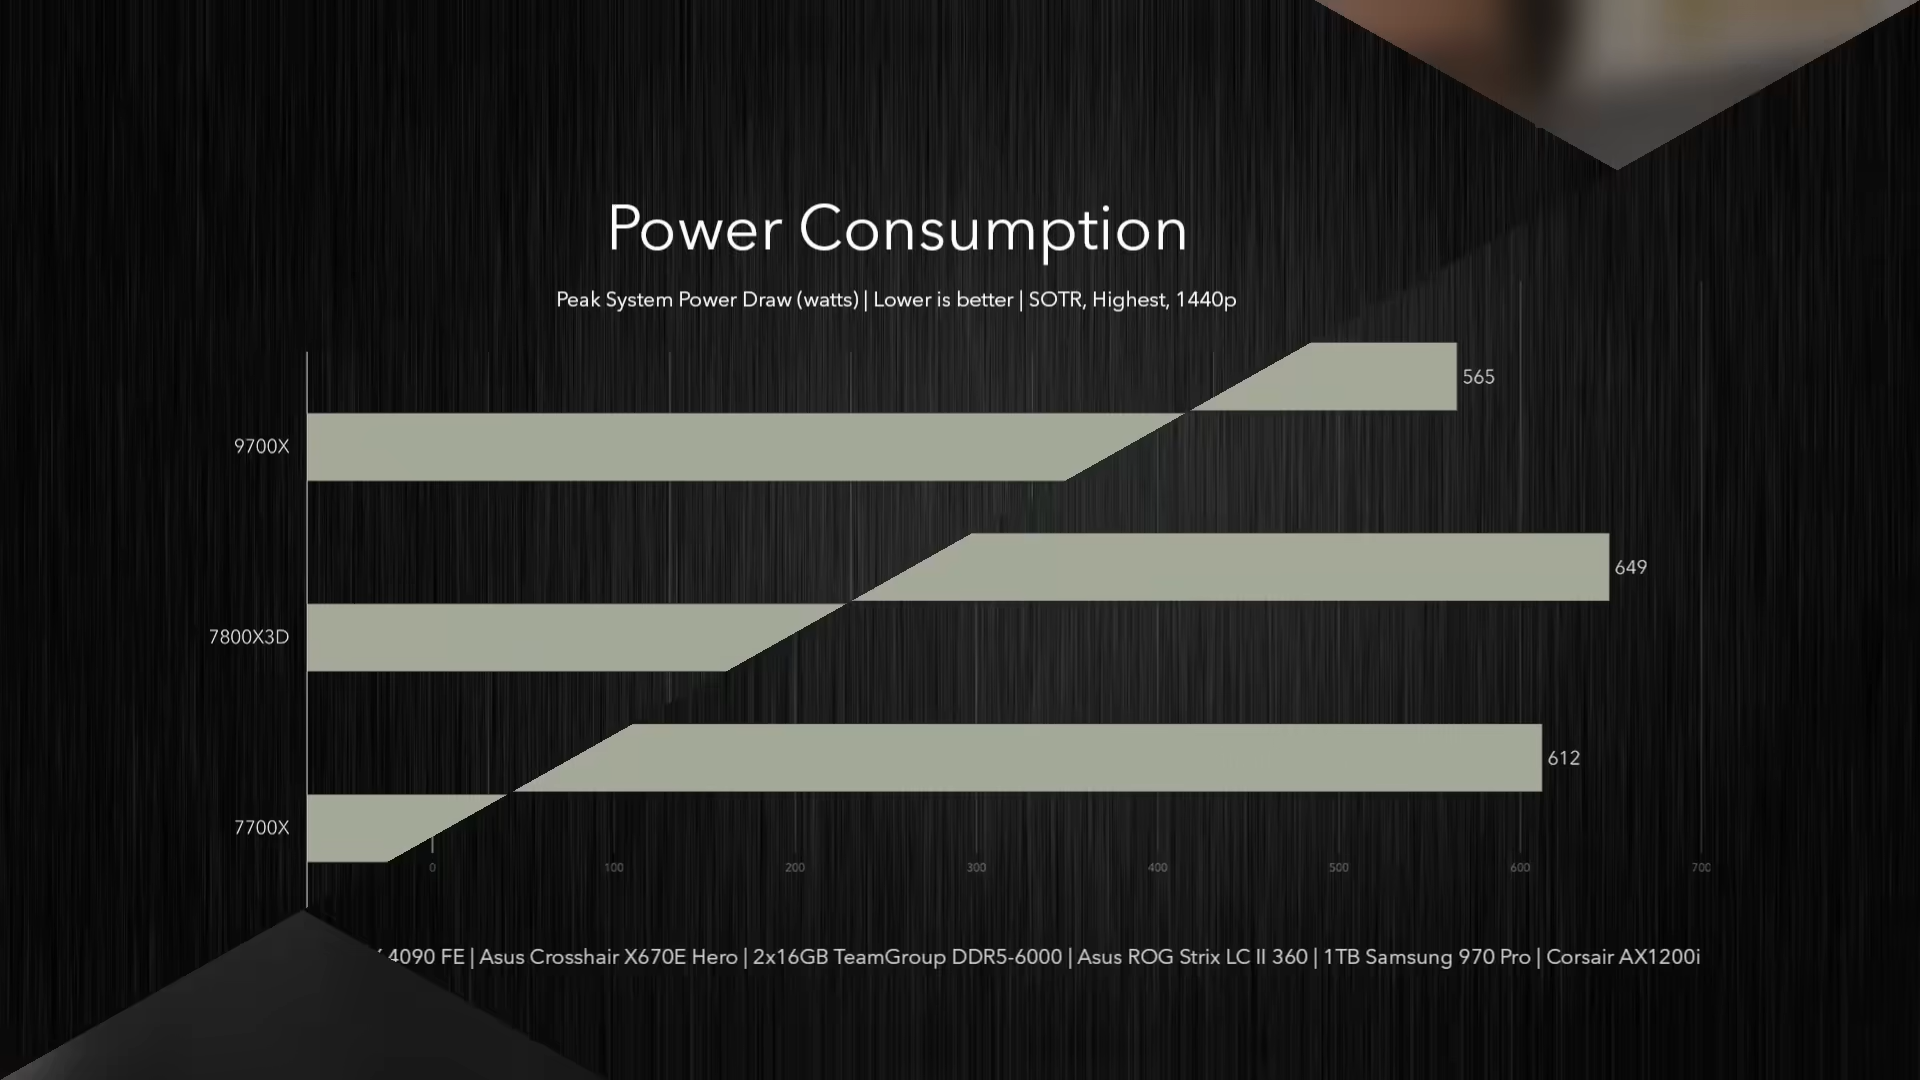 Power Consumption
Peak System Power Draw (watts) | Lower is better | SOTR, Highest, 1440p
565
9700X
649
7800X3D
612
7700X
0 100 200 300 400 500 600 700
4090 FE | Asus Crosshair X670E Hero | 2x16GB TeamGroup DDR5-6000 | Asus ROG Strix LC II 360 | 1TB Samsung 970 Pro | Corsair AX1200i